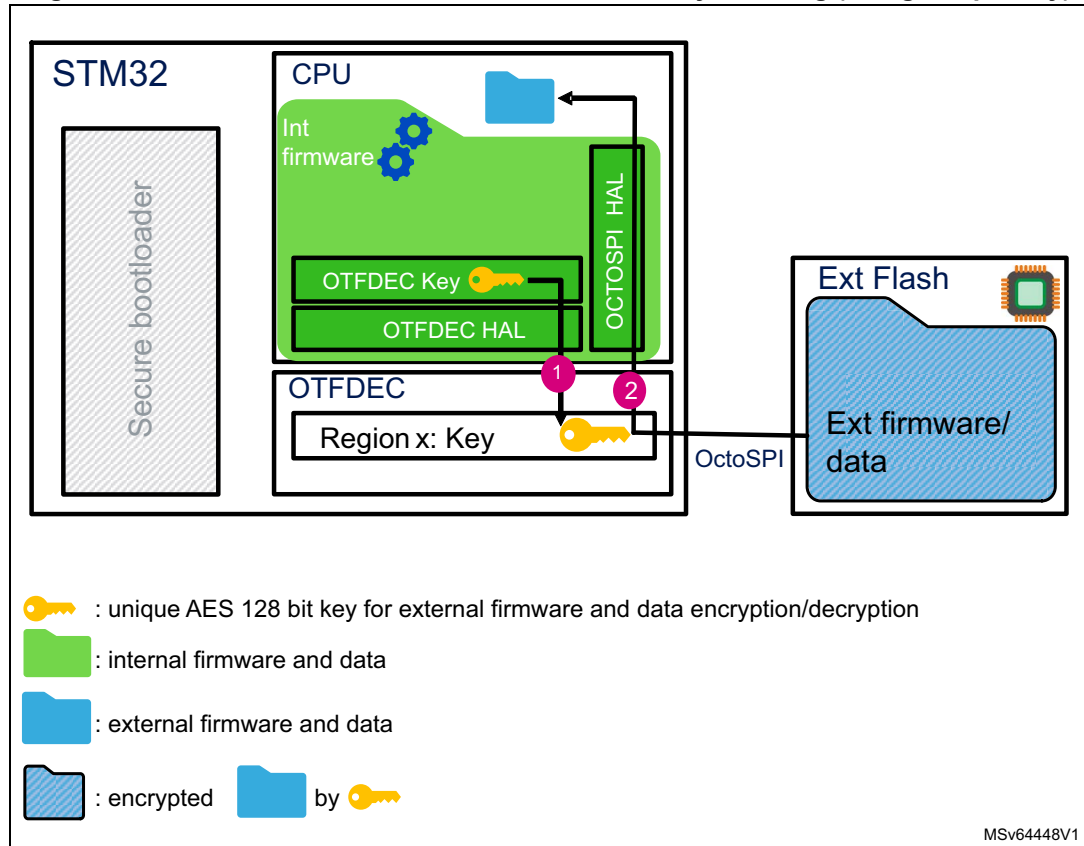 STM32
Secure bootloader
CPU
Int
firmware
OCTOSPI HAL
OTFDEC Key
OTFDEC HAL
1
2
OTFDEC
Region x: Key
OctoSPI
Ext Flash
Ext firmware/
data
: unique AES 128 bit key for external firmware and data encryption/decryption
: internal firmware and data
: external firmware and data
: encrypted by
MSv64448V1